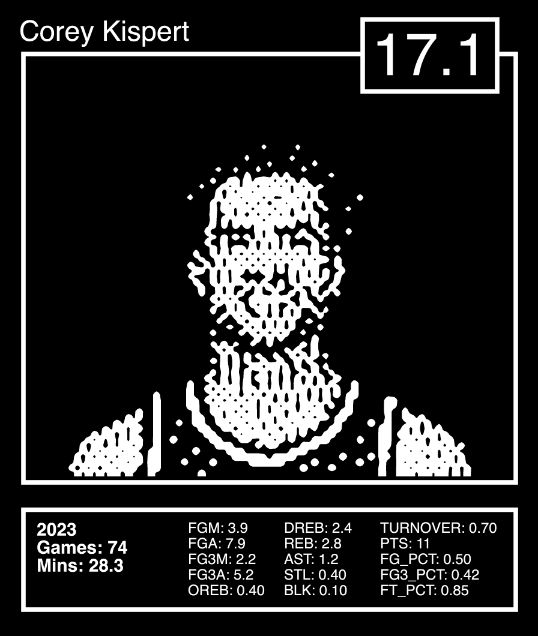 Corey Kispert
17.1
2023
Games: 74
Mins: 28.3
FGM: 3.9
FGA: 7.9
FG3M: 2.2
FG3A: 5.2
OREB: 0.40
DREB: 2.4
REB: 2.8
AST: 1.2
STL: 0.40
BLK: 0.10
TURNOVER: 0.70
PTS: 11
FG_PCT: 0.50
FG3_PCT: 0.42
FT_PCT: 0.85